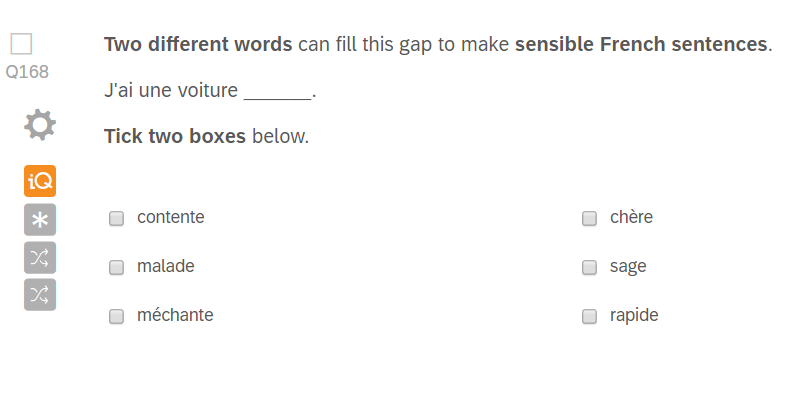 Two different words can fill this gap to make sensible French sentences.
Q168
J'ai une voiture _______.
Tick two boxes below.
iQ
*
contente
chère
malade
sage
méchante
rapide